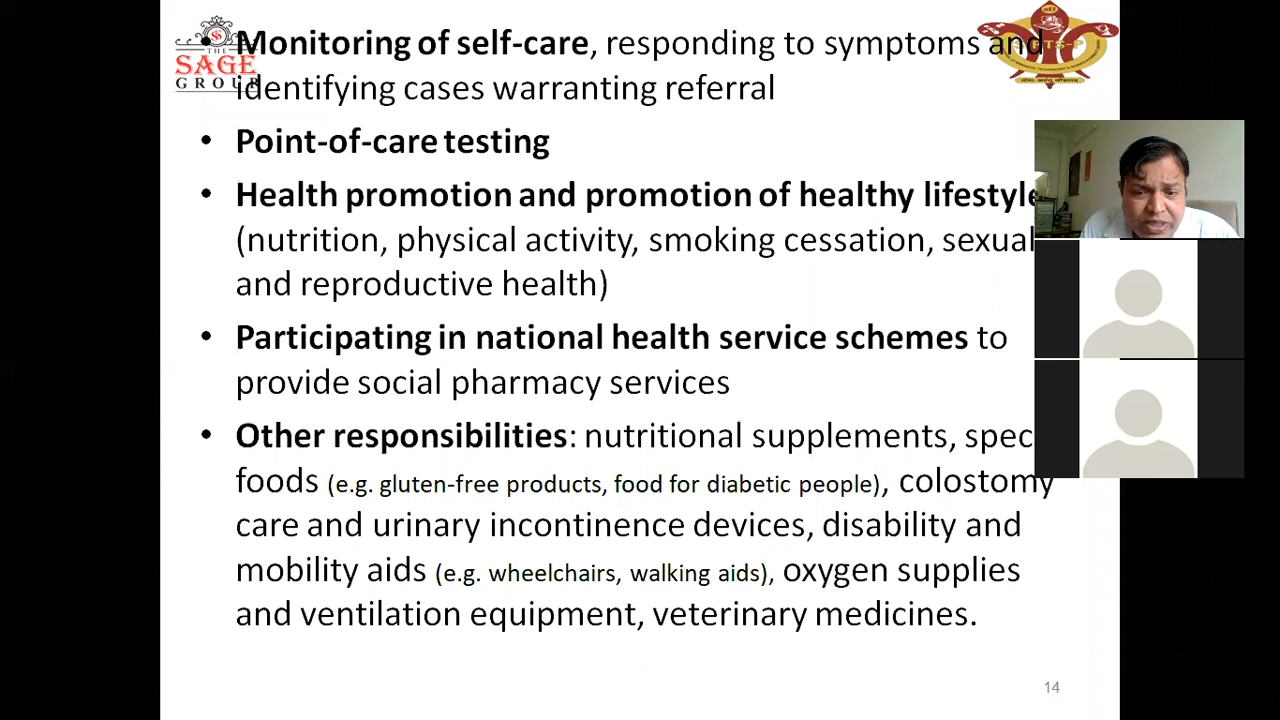 • Monitoring of self-care, responding to symptoms and
identifying cases warranting referral
THE
SAGE
GROUP
• Point-of-care testing
• Health promotion and promotion of healthy lifestyle
(nutrition, physical activity, smoking cessation, sexual
and reproductive health)
• Participating in national health service schemes to
provide social pharmacy services
• Other responsibilities: nutritional supplements, spec
foods (e.g. gluten-free products, food for diabetic people), colostomy
care and urinary incontinence devices, disability and
mobility aids (e.g. wheelchairs, walking aids), oxygen supplies
and ventilation equipment, veterinary medicines.
14